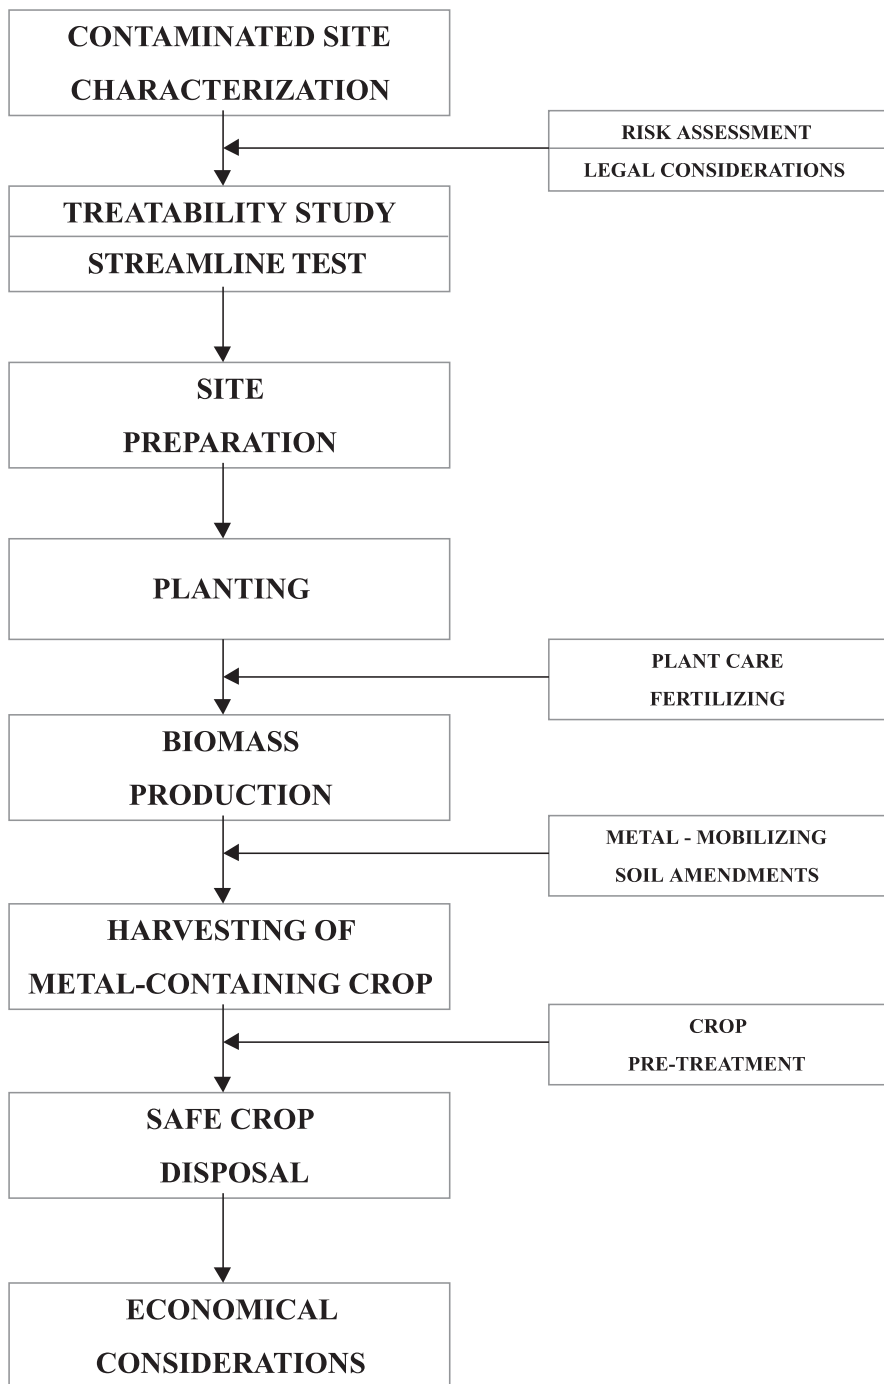 CONTAMINATED SITE
CHARACTERIZATION
RISK ASSESSMENT
LEGAL CONSIDERATIONS
TREATABILITY STUDY
STREAMLINE TEST
SITE
PREPARATION
PLANTING
PLANT CARE
FERTILIZING
BIOMASS
PRODUCTION
METAL - MOBILIZING
SOIL AMENDMENTS
HARVESTING OF
METAL-CONTAINING CROP
CROP
PRE-TREATMENT
SAFE CROP
DISPOSAL
ECONOMICAL
CONSIDERATIONS